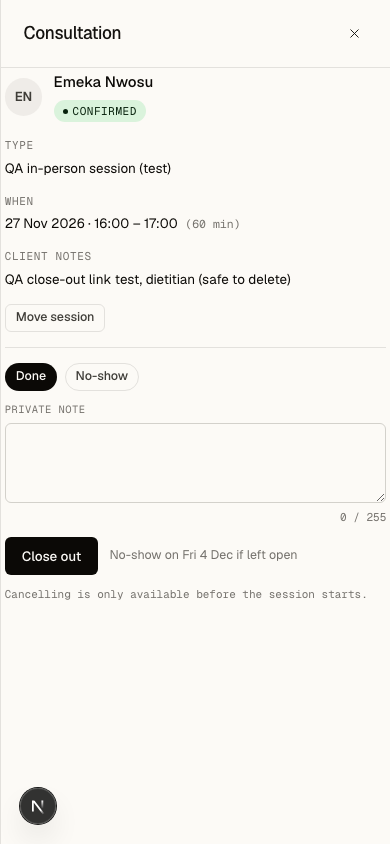 Consultation
EN
Emeka Nwosu
CONFIRMED
TYPE
QA in-person session (test)
WHEN
27 Nov 2026 · 16:00 – 17:00 (60 min)
CLIENT NOTES
QA close-out link test, dietitian (safe to delete)
Move session
Done No-show
PRIVATE NOTE
0 / 255
Close out No-show on Fri 4 Dec if left open
Cancelling is only available before the session starts.
N